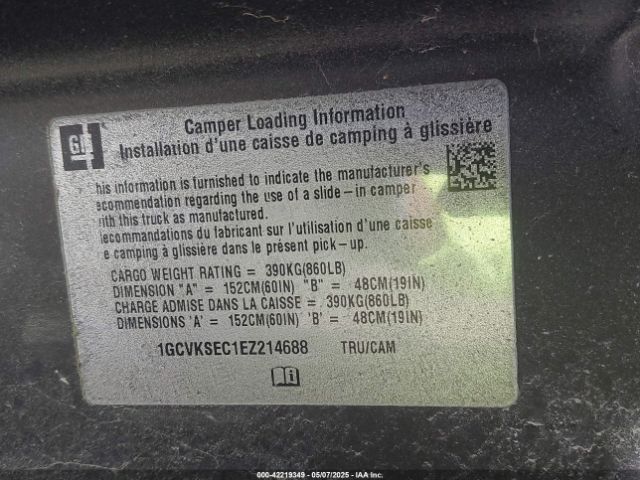 GM
Camper Loading Information
Installation d'une caisse de camping à glissière
his information is furnished to indicate the manufacturer's
ecommendation regarding the use of a slide-in camper
ith this truck as manufactured.
ecommandations du fabricant sur l'utilisation d'une caisse
e camping à glissière dans le présent pick-up.
CARGO WEIGHT RATING = 390KG(860LB)
DIMENSION "A" = 152CM(60IN) "B" = 48CM(19IN)
CHARGE ADMISE DANS LA CAISSE = 390KG(860LB)
DIMENSIONS 'A' = 152CM(60IN) 'B' = 48CM(19IN)
1GCVKSEC1EZ214688 TRU/CAM
000-42219349 - 05/07/2025 - IAA Inc.